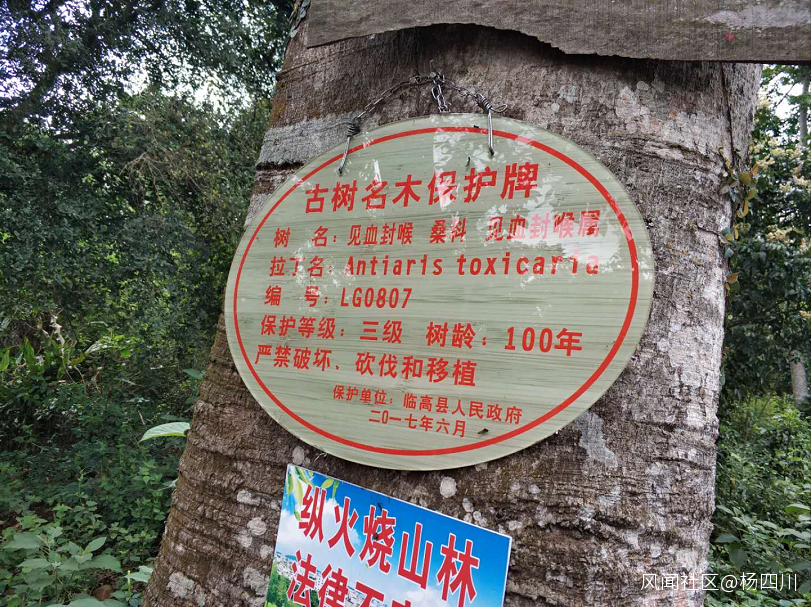 古树名木保护牌
树 名：见血封喉 桑科 见血封喉属
拉丁名：Antiaris toxicaria
编 号：LG0807
保护等级：三级 树龄：100年
严禁破坏、砍伐和移植
保护单位：临高县人民政府
二0一七年六月
纵火烧山林
法律不
风闻社区@杨四川